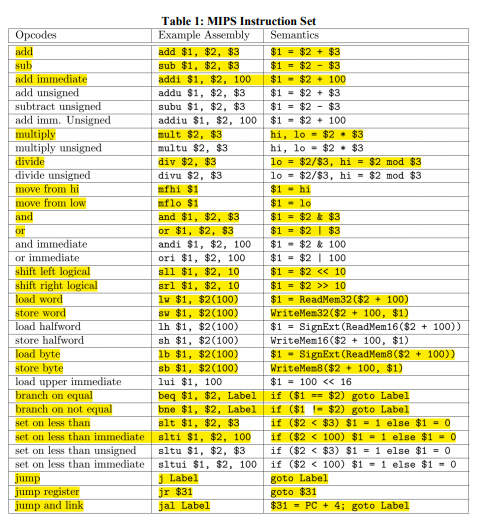 Table 1: MIPS Instruction Set
Opcodes Example Assembly Semantics
add add $1, $2, $3 $1 = $2 + $3
sub sub $1, $2, $3 $1 = $2 - $3
add immediate addi $1, $2, 100 $1 = $2 + 100
add unsigned addu $1, $2, $3 $1 = $2 + $3
subtract unsigned subu $1, $2, $3 $1 = $2 - $3
add imm. Unsigned addiu $1, $2, 100 $1 = $2 + 100
multiply mult $2, $3 hi, lo = $2 * $3
multiply unsigned multu $2, $3 hi, lo = $2 * $3
divide div $2, $3 lo = $2/$3, hi = $2 mod $3
divide unsigned divu $2, $3 lo = $2/$3, hi = $2 mod $3
move from hi mfhi $1 $1 = hi
move from low mflo $1 $1 = lo
and and $1, $2, $3 $1 = $2 & $3
or or $1, $2, $3 $1 = $2 | $3
and immediate andi $1, $2, 100 $1 = $2 & 100
or immediate ori $1, $2, 100 $1 = $2 | 100
shift left logical sll $1, $2, 10 $1 = $2 << 10
shift right logical srl $1, $2, 10 $1 = $2 >> 10
load word lw $1, $2(100) $1 = ReadMem32($2 + 100)
store word sw $1, $2(100) WriteMem32($2 + 100, $1)
load halfword lh $1, $2(100) $1 = SignExt(ReadMem16($2 + 100))
store halfword sh $1, $2(100) WriteMem16($2 + 100, $1)
load byte lb $1, $2(100) $1 = SignExt(ReadMem8($2 + 100))
store byte sb $1, $2(100) WriteMem8($2 + 100, $1)
load upper immediate lui $1, 100 $1 = 100 << 16
branch on equal beq $1, $2, Label if ($1 == $2) goto Label
branch on not equal bne $1, $2, Label if ($1 != $2) goto Label
set on less than slt $1, $2, $3 if ($2 < $3) $1 = 1 else $1 = 0
set on less than immediate slti $1, $2, 100 if ($2 < 100) $1 = 1 else $1 = 0
set on less than unsigned sltu $1, $2, $3 if ($2 < $3) $1 = 1 else $1 = 0
set on less than immediate sltui $1, $2, 100 if ($2 < 100) $1 = 1 else $1 = 0
jump j Label goto Label
jump register jr $31 goto $31
jump and link jal Label $31 = PC + 4; goto Label